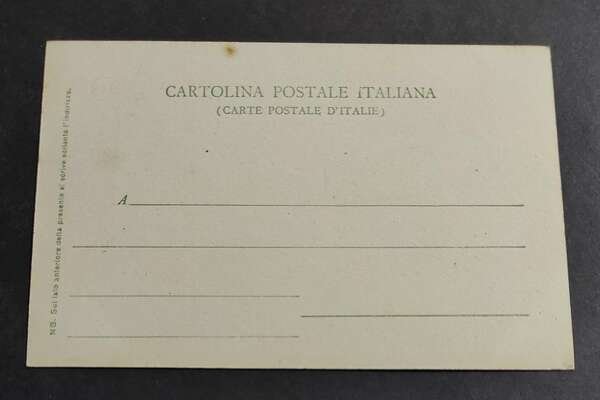 CARTOLINA POSTALE ITALIANA
(CARTE POSTALE D'ITALIE)
A
NB. Sul lato anteriore della presente si scrive soltanto l'indirizzo.